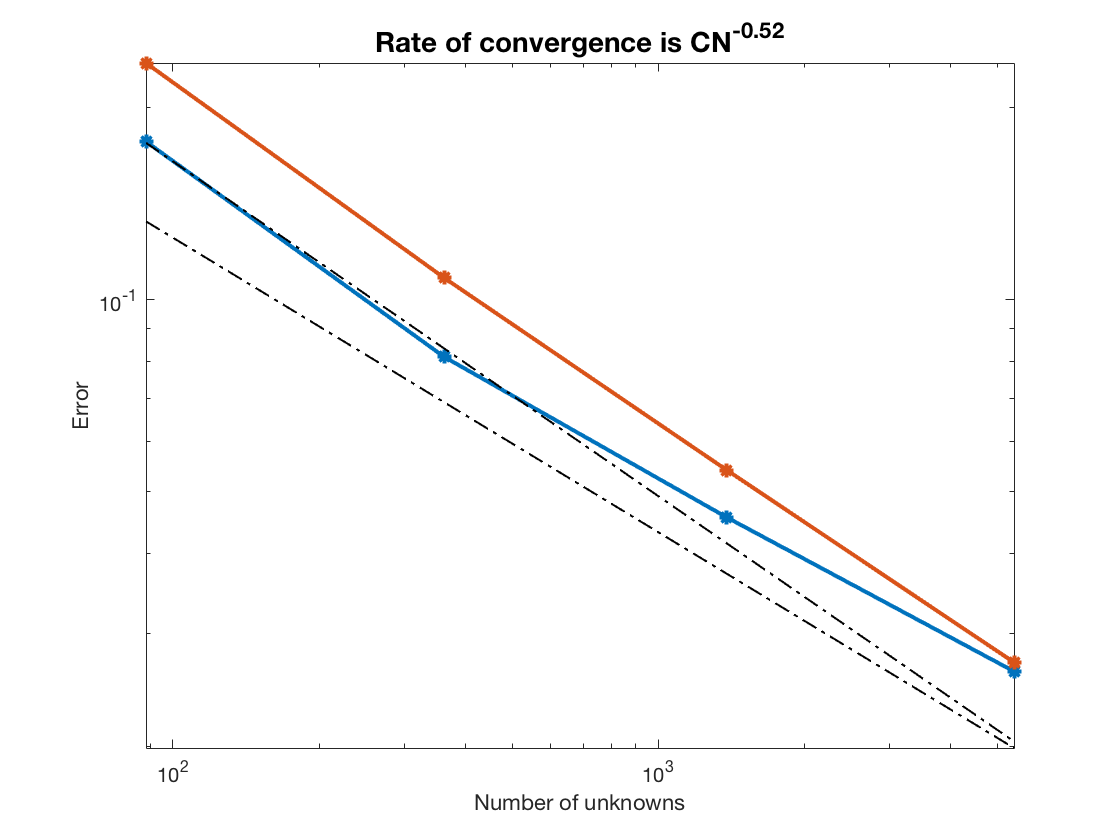 Rate of convergence is CN^-0.52
10^-1
Error
10^2
10^3
Number of unknowns